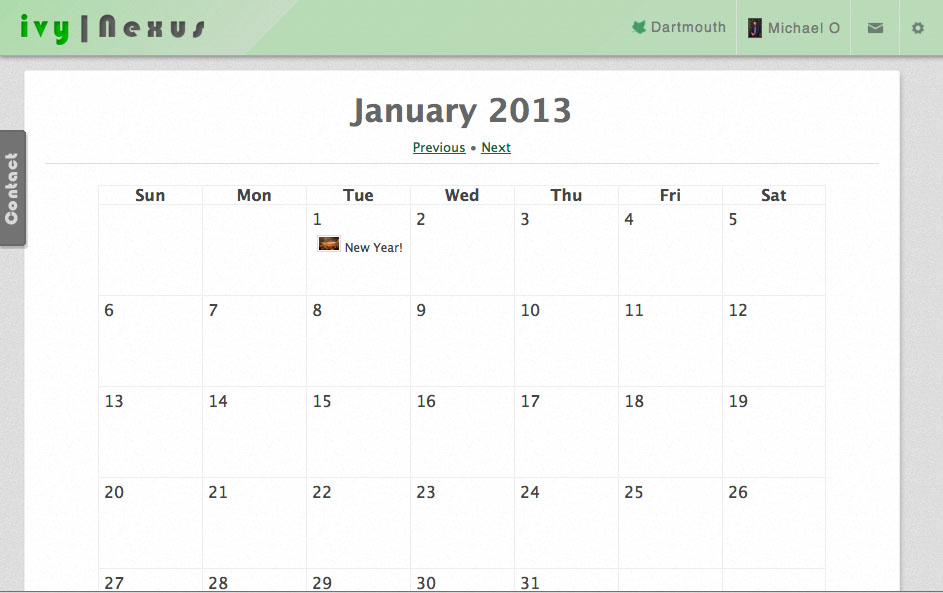 ivy | Nexus
Dartmouth
Michael O
Contact
January 2013
Previous • Next
Sun Mon Tue Wed Thu Fri Sat
1 2 3 4 5
New Year!
6 7 8 9 10 11 12
13 14 15 16 17 18 19
20 21 22 23 24 25 26
27 28 29 30 31